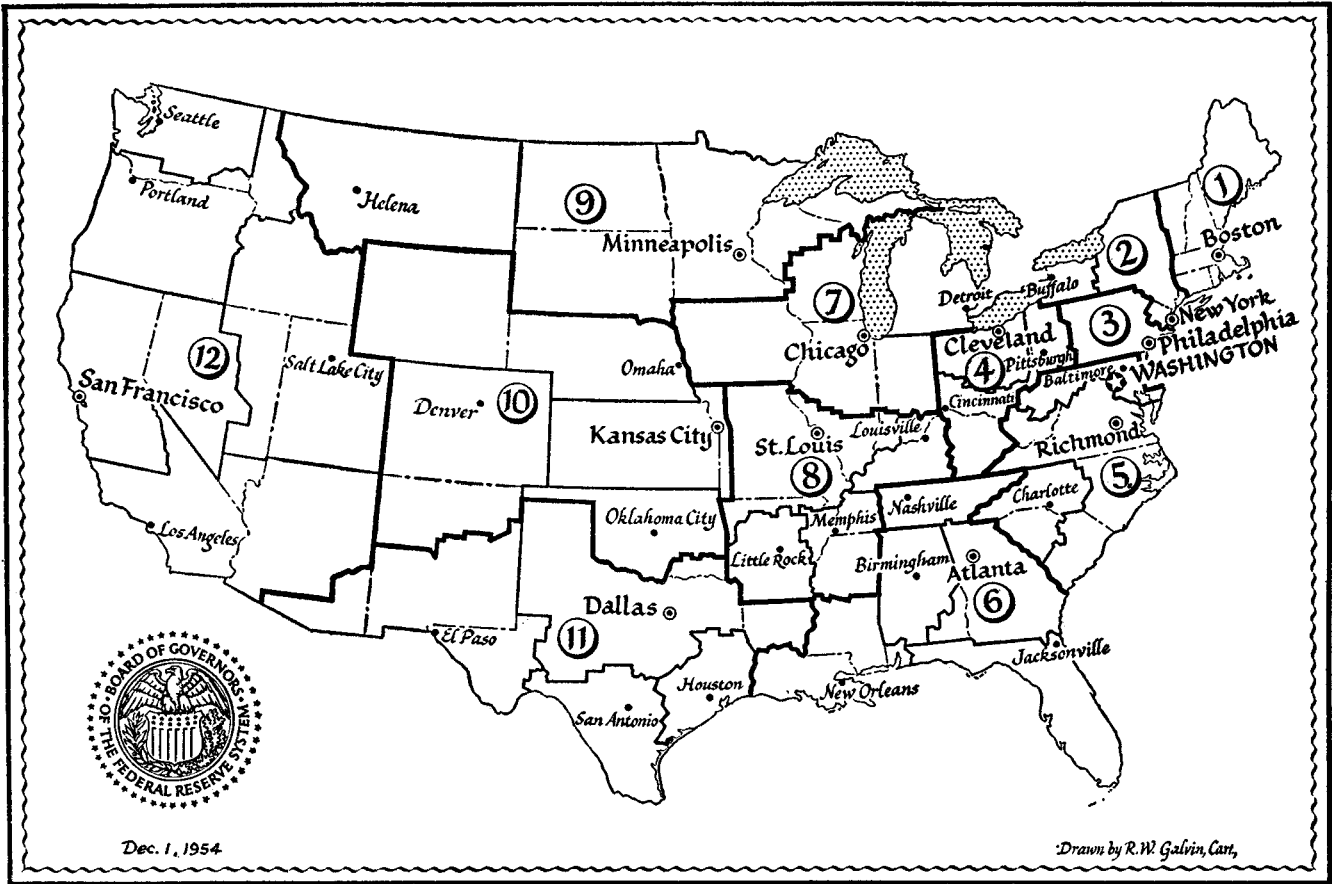 Seattle
Portland
Helena
9
Minneapolis
1
Boston
2
Buffalo
Detroit
7
Chicago
New York
3
Philadelphia
Cleveland
Pittsburgh
4
WASHINGTON
Baltimore
Cincinnati
12
Salt Lake City
San Francisco
Omaha
Denver
10
Kansas City
St. Louis
8
Louisville
Richmond
5
Los Angeles
Oklahoma City
Memphis
Nashville
Charlotte
Little Rock
Birmingham
Atlanta
6
Dallas
11
El Paso
Houston
San Antonio
New Orleans
Jacksonville
BOARD OF GOVERNORS
OF THE FEDERAL RESERVE SYSTEM
Dec. 1, 1954
Drawn by R.W. Galvin, Cart,